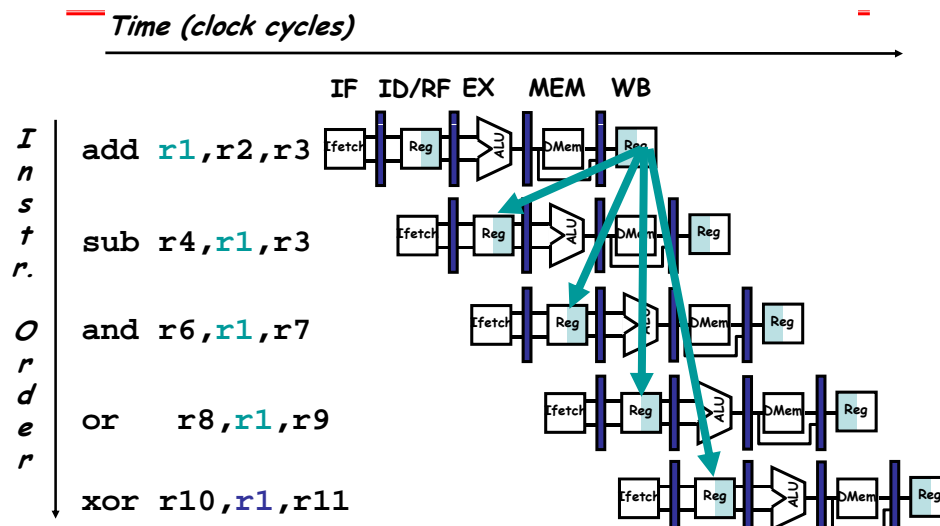 Time (clock cycles)
IF ID/RF EX MEM WB
Instr. Order
add r1,r2,r3
Ifetch Reg ALU DMem Reg
sub r4,r1,r3
Ifetch Reg ALU DMem Reg
and r6,r1,r7
Ifetch Reg ALU DMem Reg
or r8,r1,r9
Ifetch Reg ALU DMem Reg
xor r10,r1,r11
Ifetch Reg ALU DMem Reg